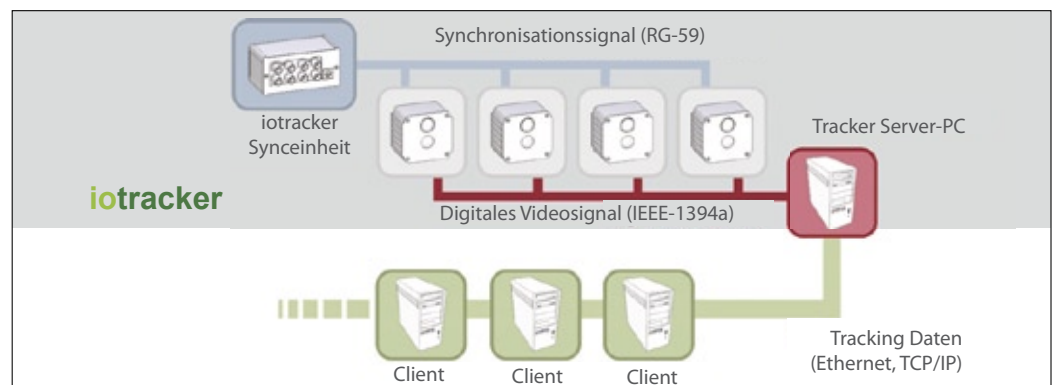 Synchronisationssignal (RG-59)
iotracker
Synceinheit
Tracker Server-PC
iotracker
Digitales Videosignal (IEEE-1394a)
Tracking Daten
(Ethernet, TCP/IP)
Client
Client
Client